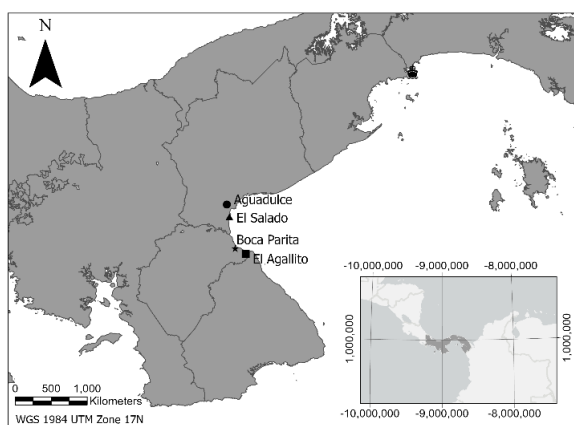 N
Aguadulce
El Salado
Boca Parita
El Agallito
-10,000,000 -9,000,000 -8,000,000
1,000,000 1,000,000
-10,000,000 -9,000,000 -8,000,000
0 500 1,000
Kilometers
WGS 1984 UTM Zone 17N